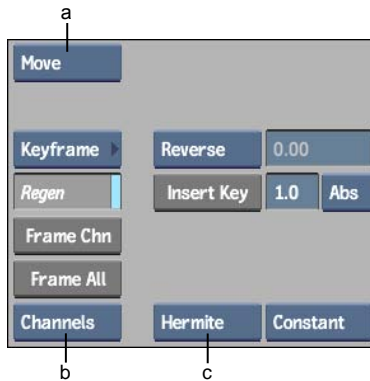 a
Move
Keyframe Reverse 0.00
Regen Insert Key 1.0 Abs
Frame Chn
Frame All
Channels Hermite Constant
b c